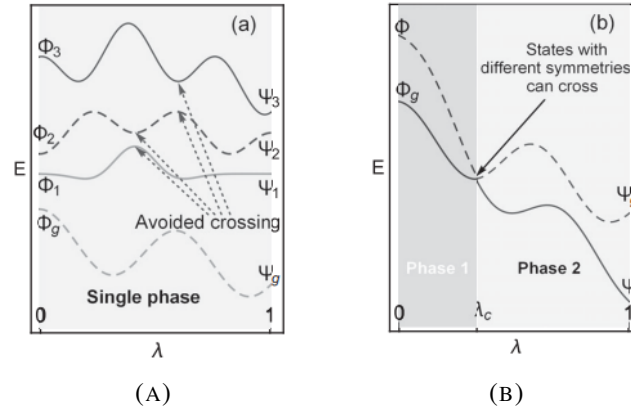 (a)
Φ3
Φ2
E
Φ1
Φg
Ψ3
Ψ2
Ψ1
Ψg
Avoided crossing
Single phase
0
1
λ
(A)
(b)
Φ
Φg
States with
different symmetries
can cross
E
Phase 1
Phase 2
Ψg
Ψ
0
λc
1
λ
(B)